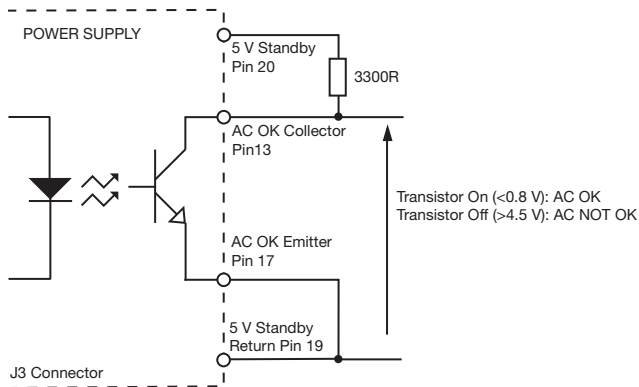 POWER SUPPLY
5 V Standby
Pin 20
3300R
AC OK Collector
Pin13
Transistor On (<0.8 V): AC OK
Transistor Off (>4.5 V): AC NOT OK
AC OK Emitter
Pin 17
5 V Standby
Return Pin 19
J3 Connector